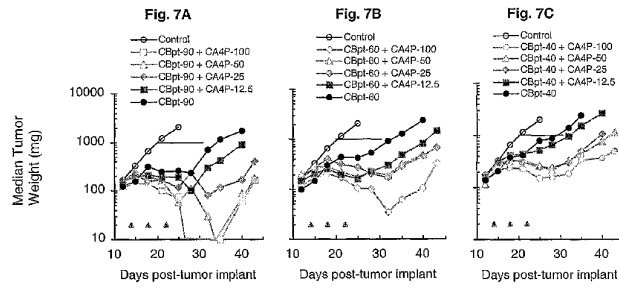 Fig. 7A
Control
CBpt-90 + CA4P-100
CBpt-90 + CA4P-50
CBpt-90 + CA4P-25
CBpt-90 + CA4P-12.5
CBpt-90
Fig. 7B
Control
CBpt-60 + CA4P-100
CBpt-60 + CA4P-50
CBpt-60 + CA4P-25
CBpt-60 + CA4P-12.5
CBpt-60
Fig. 7C
Control
CBpt-40 + CA4P-100
CBpt-40 + CA4P-50
CBpt-40 + CA4P-25
CBpt-40 + CA4P-12.5
CBpt-40
Median Tumor
Weight (mg)
10000
1000
100
10
10 20 30 40
10 20 30 40
10 20 30 40
Days post-tumor implant
Days post-tumor implant
Days post-tumor implant